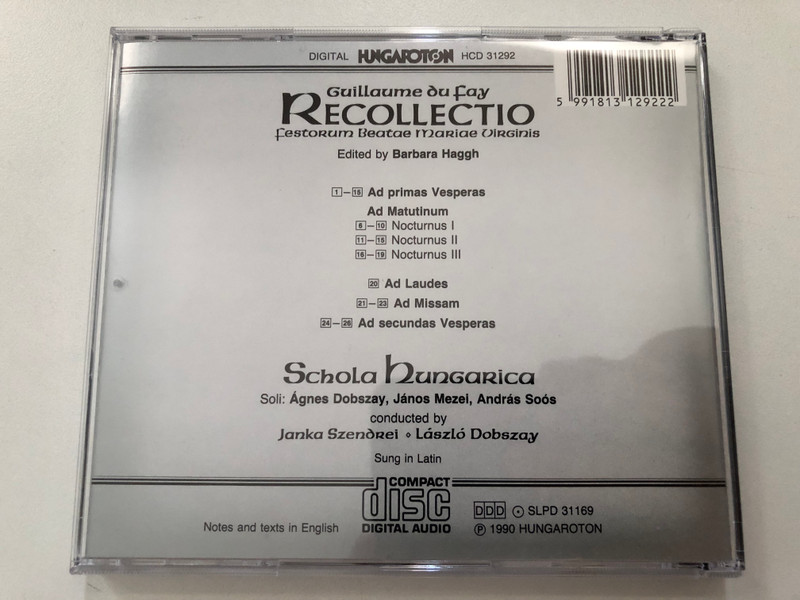 DIGITAL HUNGAROTON HCD 31292
5 991813 129222
Guillaume du Fay
RECOLLECTIO
Festorum Beatae Mariae Virginis
Edited by Barbara Haggh
1–15 Ad primas Vesperas
Ad Matutinum
6–10 Nocturnus I
11–15 Nocturnus II
16–19 Nocturnus III
20 Ad Laudes
21–23 Ad Missam
24–26 Ad secundas Vesperas
Schola Hungarica
Soli: Ágnes Dobszay, János Mezei, András Soós
conducted by
Janka Szendrei ⋄ László Dobszay
Sung in Latin
COMPACT
disc
DIGITAL AUDIO
Notes and texts in English
DDD ⊙ SLPD 31169
℗ 1990 HUNGAROTON